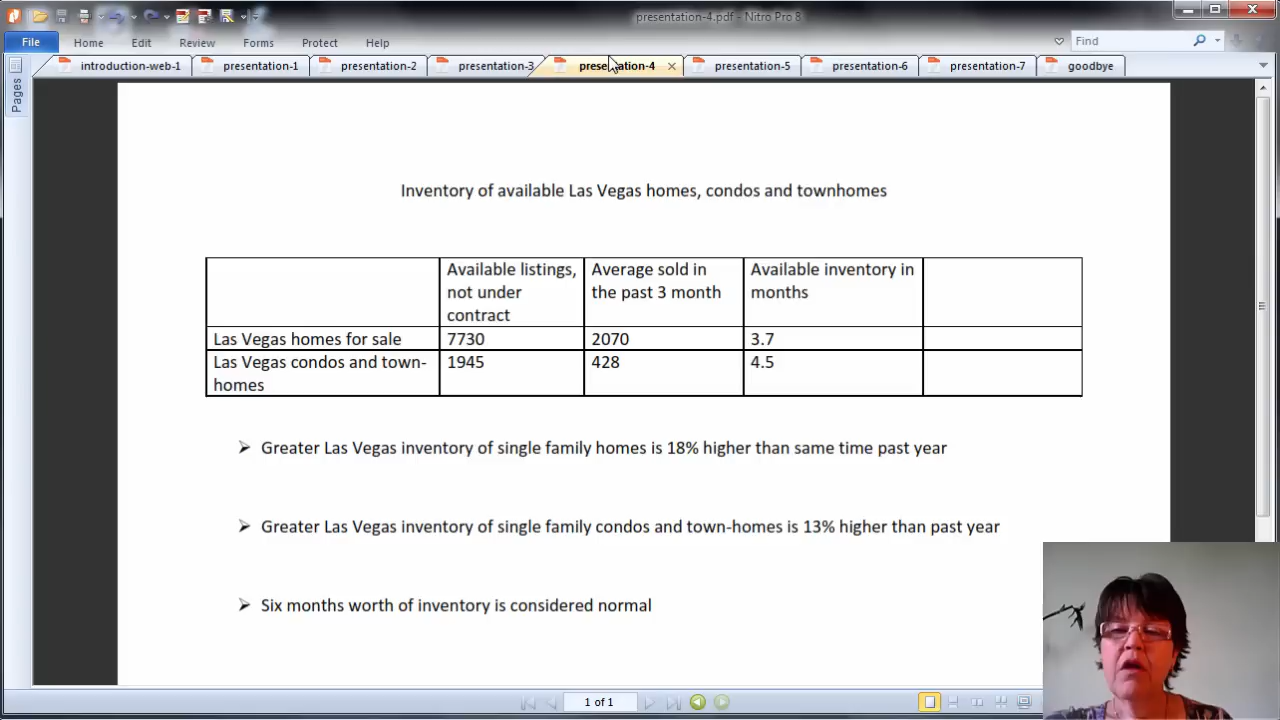 presentation-4.pdf - Nitro Pro 8
File Home Edit Review Forms Protect Help Find
introduction-web-1 presentation-1 presentation-2 presentation-3 presentation-4 presentation-5 presentation-6 presentation-7 goodbye
Pages
Inventory of available Las Vegas homes, condos and townhomes
Available listings, not under contract
Average sold in the past 3 month
Available inventory in months
Las Vegas homes for sale 7730 2070 3.7
Las Vegas condos and town-homes 1945 428 4.5
➢ Greater Las Vegas inventory of single family homes is 18% higher than same time past year
➢ Greater Las Vegas inventory of single family condos and town-homes is 13% higher than past year
➢ Six months worth of inventory is considered normal
1 of 1